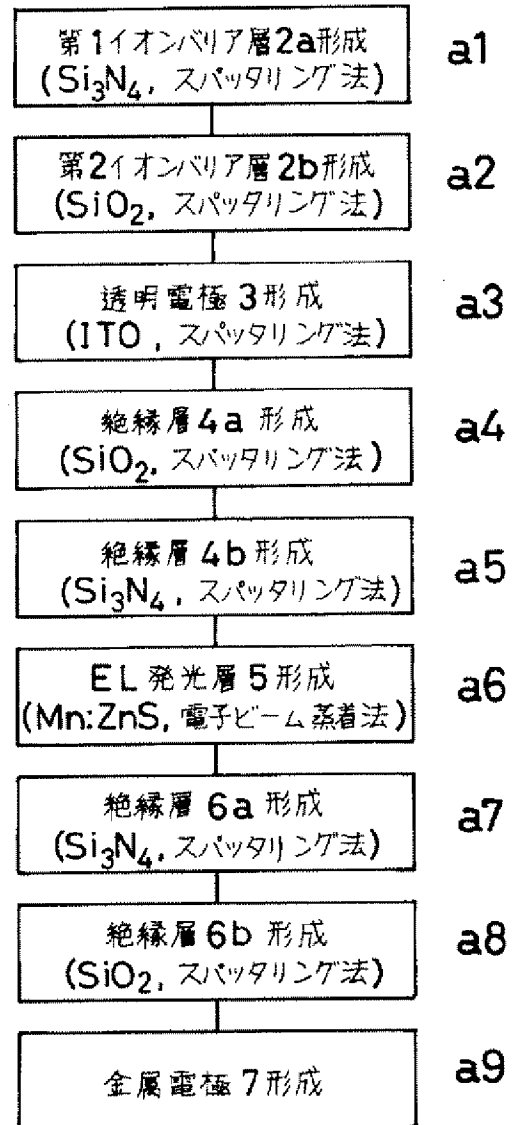 第1イオンバリア層2a形成
(Si₃N₄, スパッタリング法)
a1
第2イオンバリア層2b形成
(SiO₂, スパッタリング法)
a2
透明電極3形成
(ITO, スパッタリング法)
a3
絶縁層4a形成
(SiO₂, スパッタリング法)
a4
絶縁層4b形成
(Si₃N₄, スパッタリング法)
a5
EL発光層5形成
(Mn:ZnS, 電子ビーム蒸着法)
a6
絶縁層6a形成
(Si₃N₄, スパッタリング法)
a7
絶縁層6b形成
(SiO₂, スパッタリング法)
a8
金属電極7形成
a9